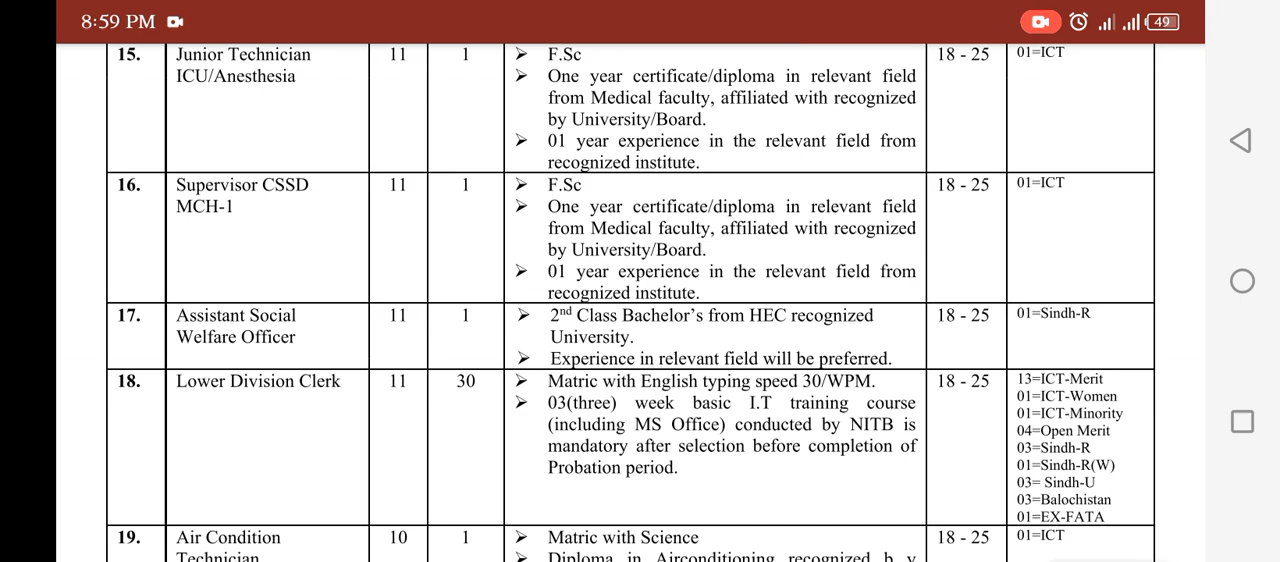 8:59 PM
49
15. Junior Technician 11 1 ➢ F.Sc 18 - 25 01=ICT
ICU/Anesthesia ➢ One year certificate/diploma in relevant field
from Medical faculty, affiliated with recognized
by University/Board.
➢ 01 year experience in the relevant field from
recognized institute.
16. Supervisor CSSD 11 1 ➢ F.Sc 18 - 25 01=ICT
MCH-1 ➢ One year certificate/diploma in relevant field
from Medical faculty, affiliated with recognized
by University/Board.
➢ 01 year experience in the relevant field from
recognized institute.
17. Assistant Social 11 1 ➢ 2nd Class Bachelor's from HEC recognized 18 - 25 01=Sindh-R
Welfare Officer University.
➢ Experience in relevant field will be preferred.
18. Lower Division Clerk 11 30 ➢ Matric with English typing speed 30/WPM. 18 - 25 13=ICT-Merit
01=ICT-Women
➢ 03(three) week basic I.T training course 01=ICT-Minority
(including MS Office) conducted by NITB is 04=Open Merit
mandatory after selection before completion of 03=Sindh-R
Probation period. 01=Sindh-R(W)
03= Sindh-U
03=Balochistan
01=EX-FATA
19. Air Condition 10 1 ➢ Matric with Science 18 - 25 01=ICT
Technician ➢ Diploma in Airconditioning recognized b y